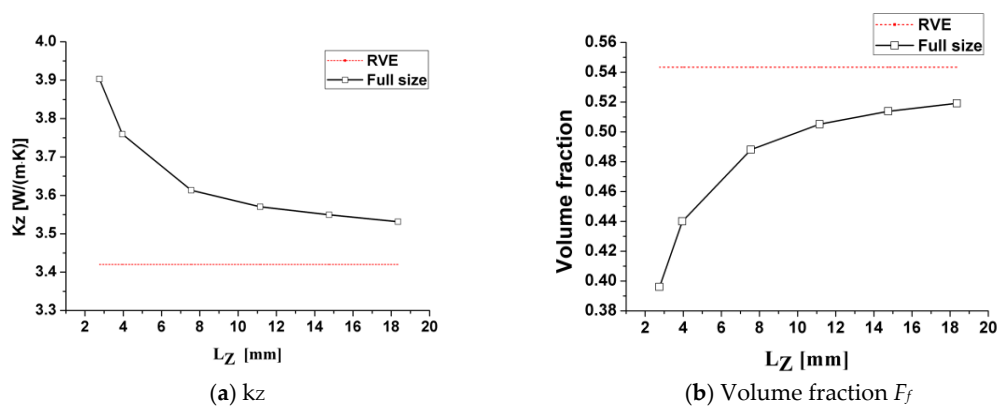 4.0
3.9
3.8
3.7
3.6
3.5
3.4
3.3
Kz [W/(m·K)]
RVE
Full size
2 4 6 8 10 12 14 16 18 20
LZ [mm]
(a) kz
0.56
0.54
0.52
0.50
0.48
0.46
0.44
0.42
0.40
0.38
Volume fraction
RVE
Full size
2 4 6 8 10 12 14 16 18 20
LZ [mm]
(b) Volume fraction Ff